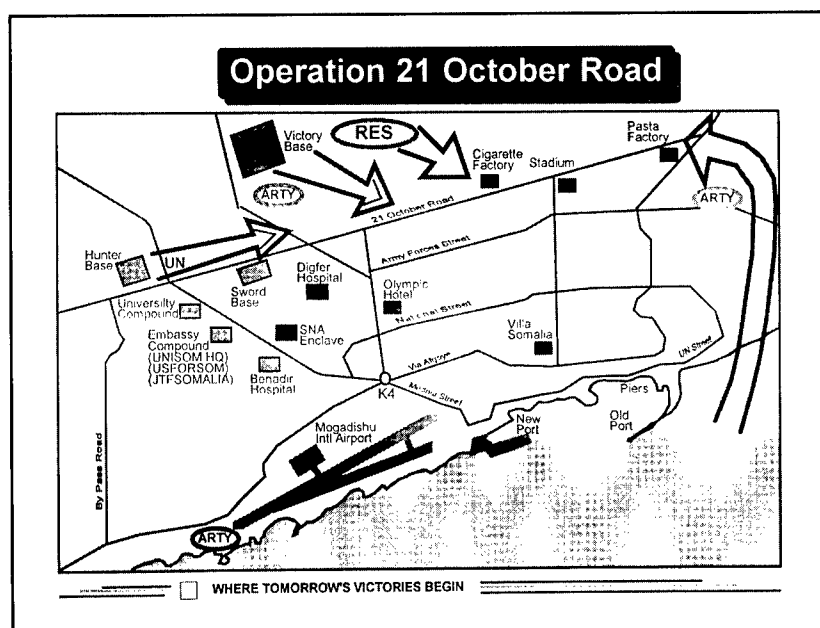 Operation 21 October Road
Victory
Base
RES
Pasta
Factory
Cigarette
Factory
Stadium
ARTY
ARTY
21 October Road
Hunter
Base
UN
Army Forces Street
Digfer
Hospital
Sword
Base
Olympic
Hotel
University
Compound
National Street
Embassy
Compound
(UNISOM HQ)
(USFORSOM)
(JTFSOMALIA)
SNA
Enclave
Villa
Somalia
Benadir
Hospital
UN Street
K4
Piers
Mogadishu
Intl Airport
New
Port
Old
Port
By Pass Road
ARTY
WHERE TOMORROW'S VICTORIES BEGIN